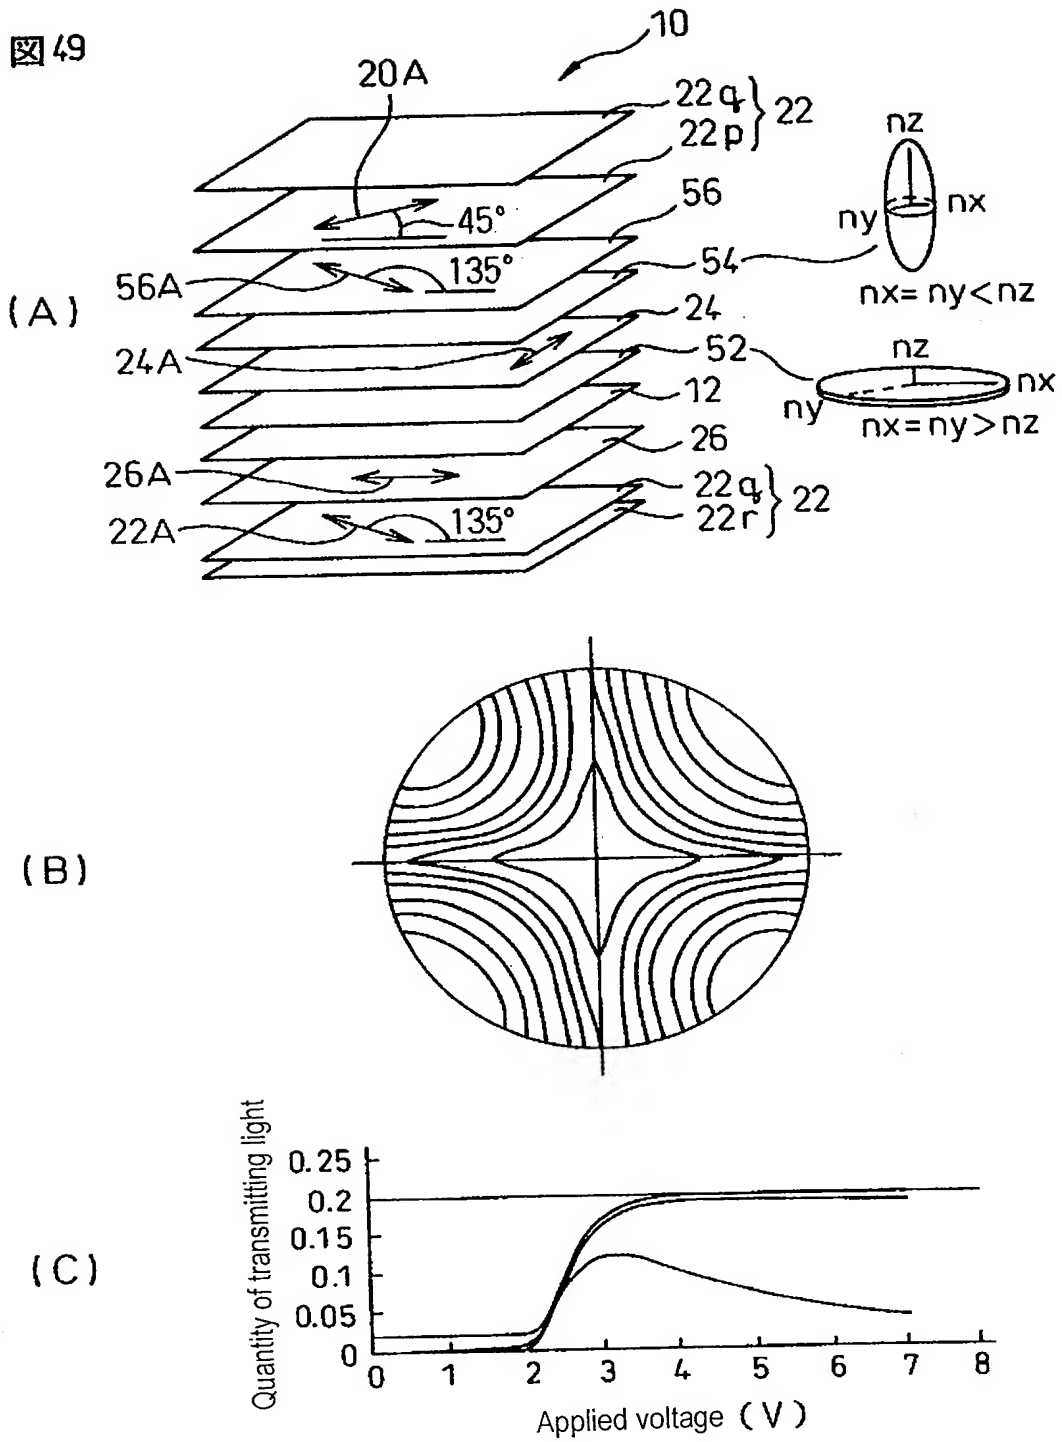 図49
10
20A
22q
22p
22
45°
56
56A
135°
54
(A)
24
24A
52
12
26
26A
22q
22r
22
22A
135°
nz
ny
nx
nx=ny<nz
nz
nx
ny
nx=ny>nz
(B)
(C)
Quantity of transmitting light
0.25
0.2
0.15
0.1
0.05
0
0 1 2 3 4 5 6 7 8
Applied voltage (V)